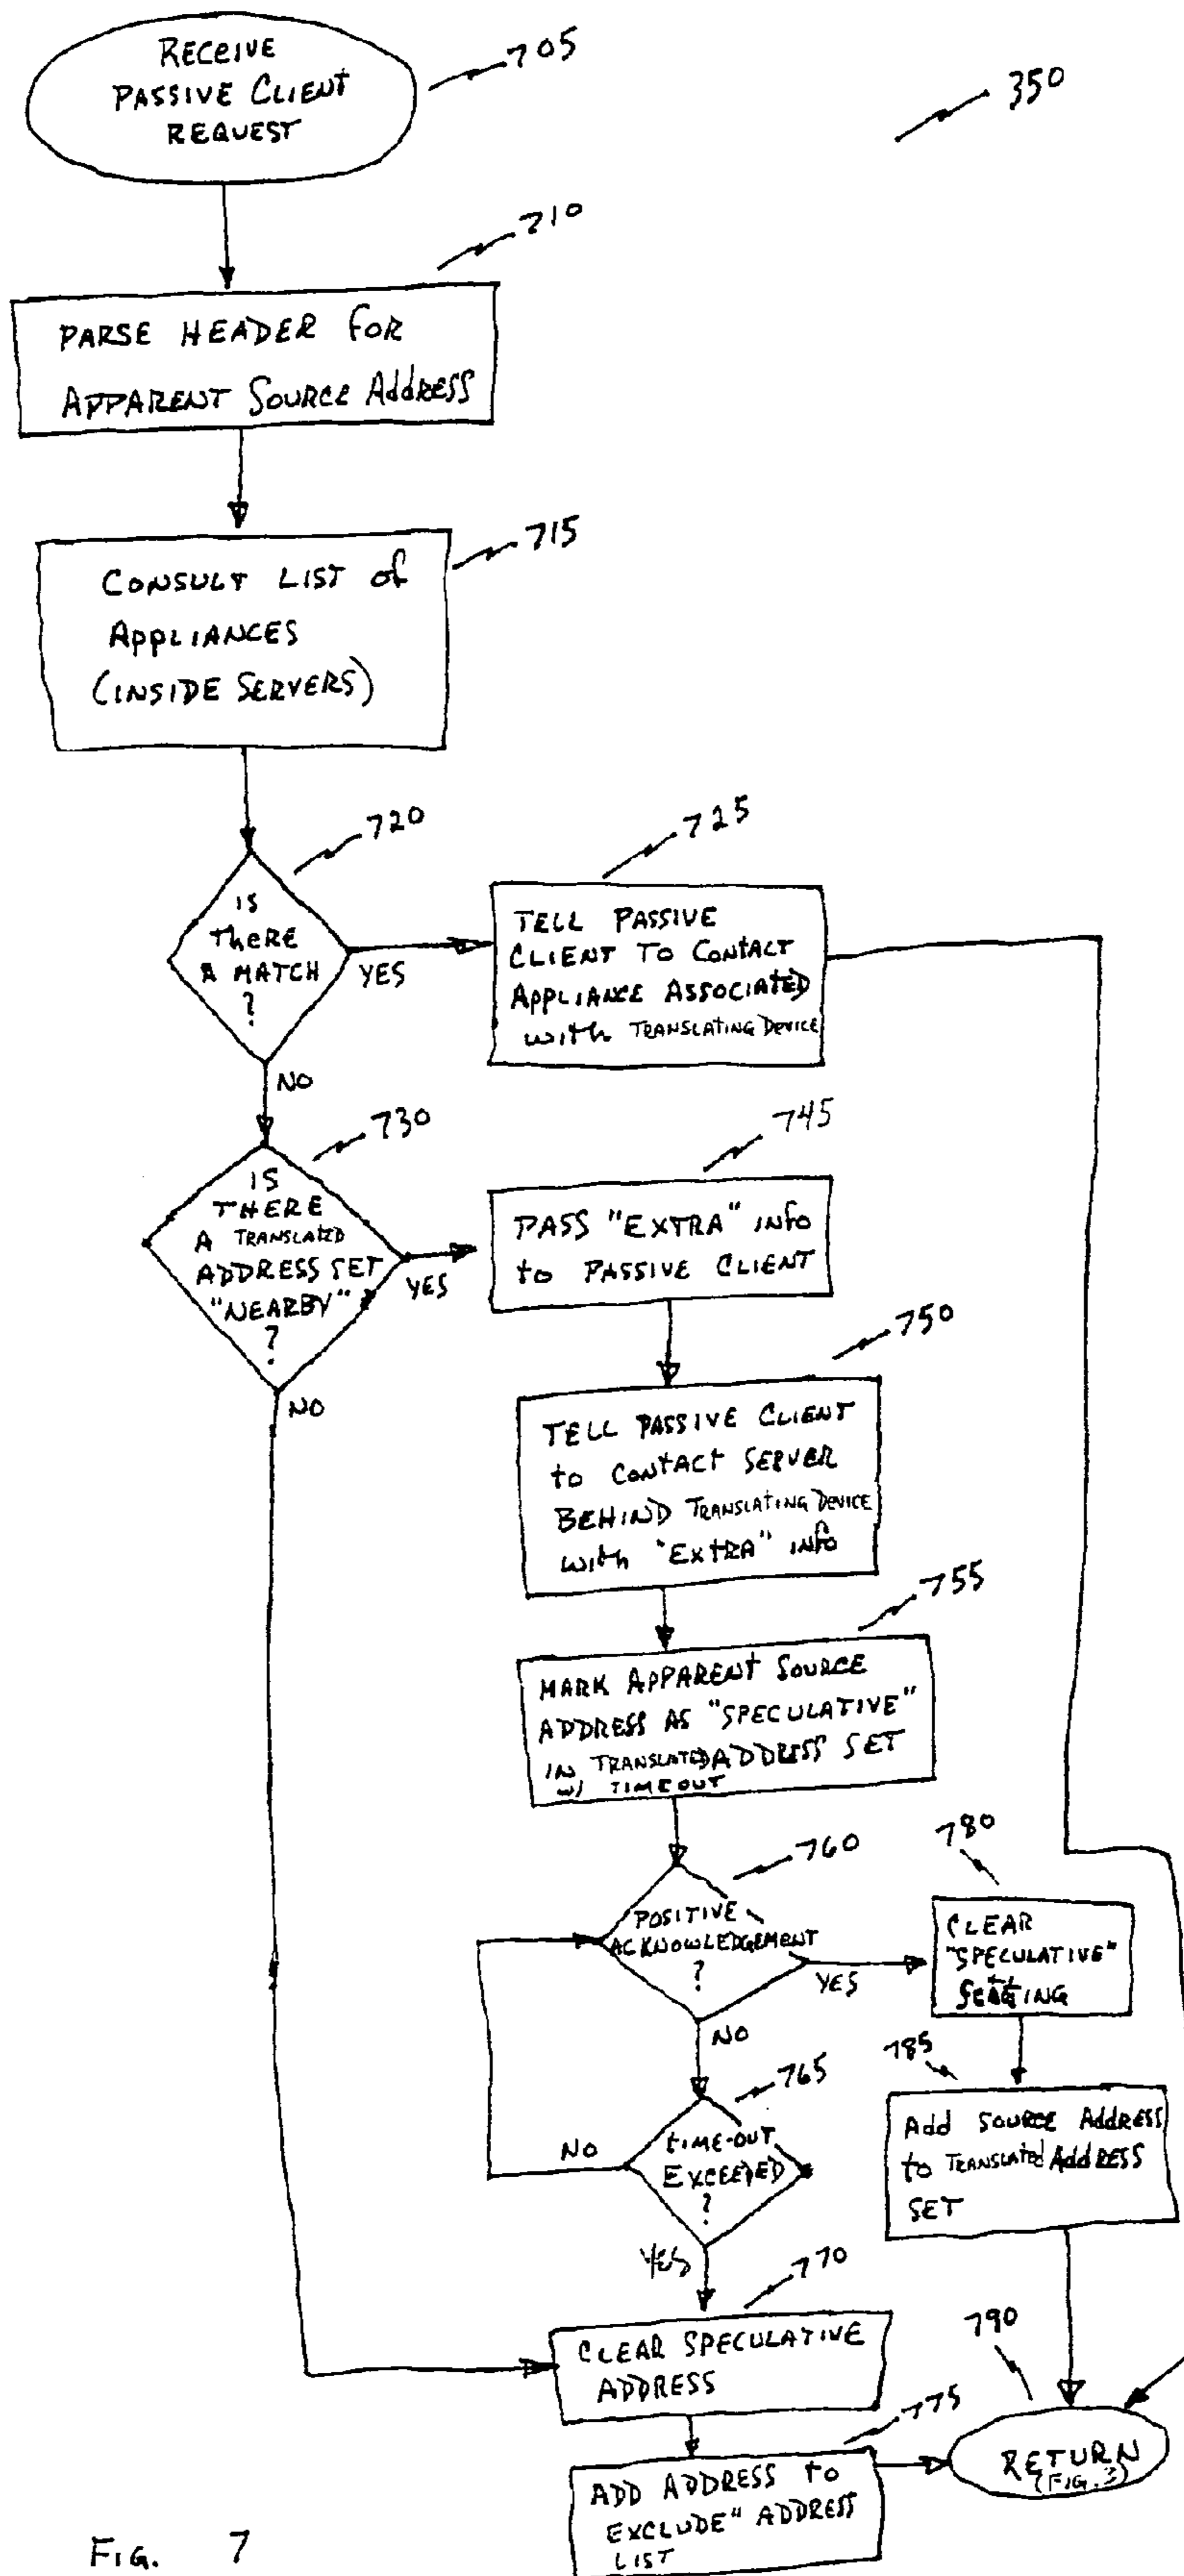 RECEIVE
PASSIVE CLIENT
REQUEST
705
350
710
PARSE HEADER FOR
APPARENT SOURCE ADDRESS
715
CONSULT LIST of
APPLIANCES
(INSIDE SERVERS)
720
IS
THERE
A MATCH
?
YES
NO
725
TELL PASSIVE
CLIENT TO CONTACT
APPLIANCE ASSOCIATED
with TRANSLATING DEVICE
730
IS
THERE
A TRANSLATED
ADDRESS SET
"NEARBY"
?
YES
NO
745
PASS "EXTRA" info
to PASSIVE CLIENT
750
TELL PASSIVE CLIENT
to CONTACT SERVER
BEHIND TRANSLATING DEVICE
with "EXTRA" info
755
MARK APPARENT SOURCE
ADDRESS AS "SPECULATIVE"
IN TRANSLATED ADDRESS SET
w/ TIMEOUT
760
POSITIVE
ACKNOWLEDGEMENT
?
YES
NO
765
TIME-OUT
EXCEEDED
?
NO
YES
780
CLEAR
"SPECULATIVE"
785
Add SOURCE Address
to TRANSLATED Address
SET
770
CLEAR SPECULATIVE
ADDRESS
775
ADD ADDRESS to
EXCLUDE" ADDRESS
LIST
790
RETURN
(FIG. 3)
FIG. 7